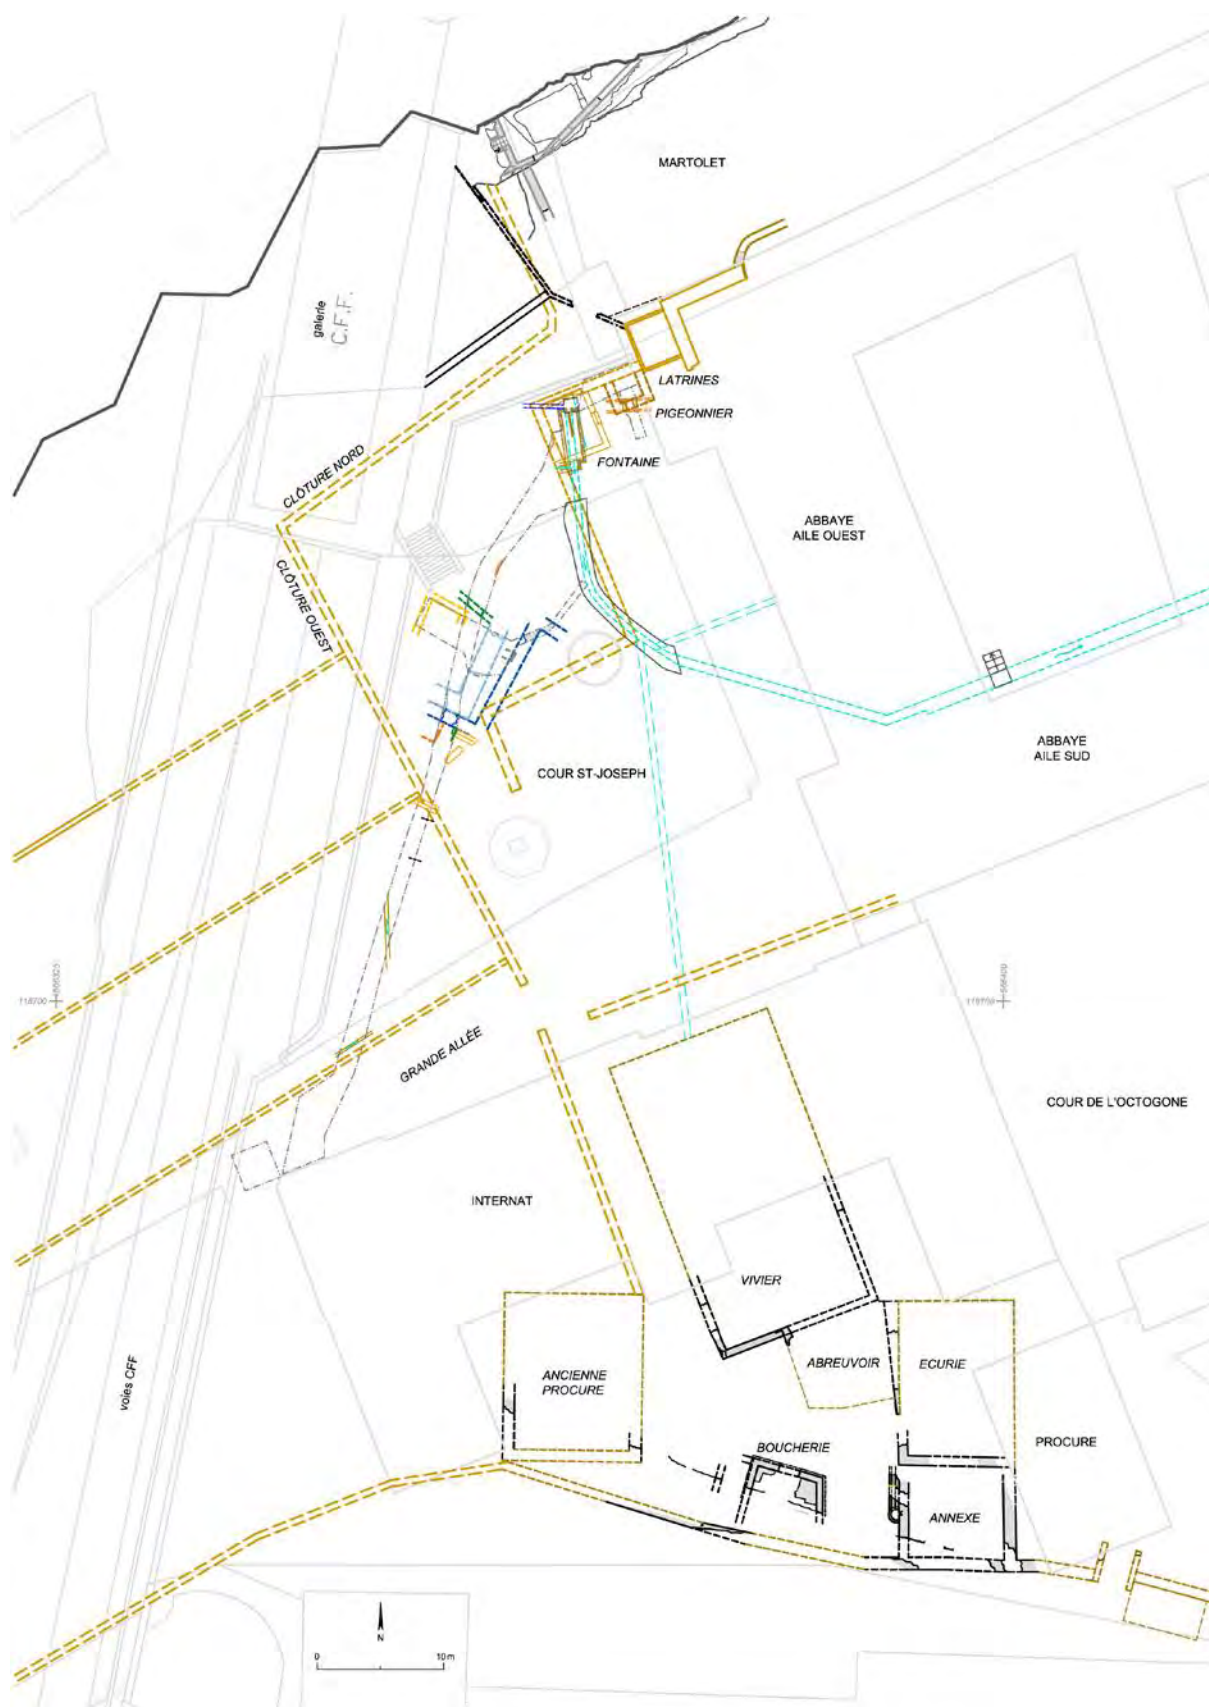 MARTOLET
galerie
C.F.F.
LATRINES
PIGEONNIER
FONTAINE
CLÔTURE NORD
ABBAYE
AILE OUEST
CLÔTURE OUEST
ABBAYE
AILE SUD
COUR ST-JOSEPH
GRANDE ALLÉE
COUR DE L'OCTOGONE
INTERNAT
VIVIER
voies CFF
ANCIENNE
PROCURE
ABREUVOIR
ECURIE
BOUCHERIE
PROCURE
ANNEXE
N
0
10 m